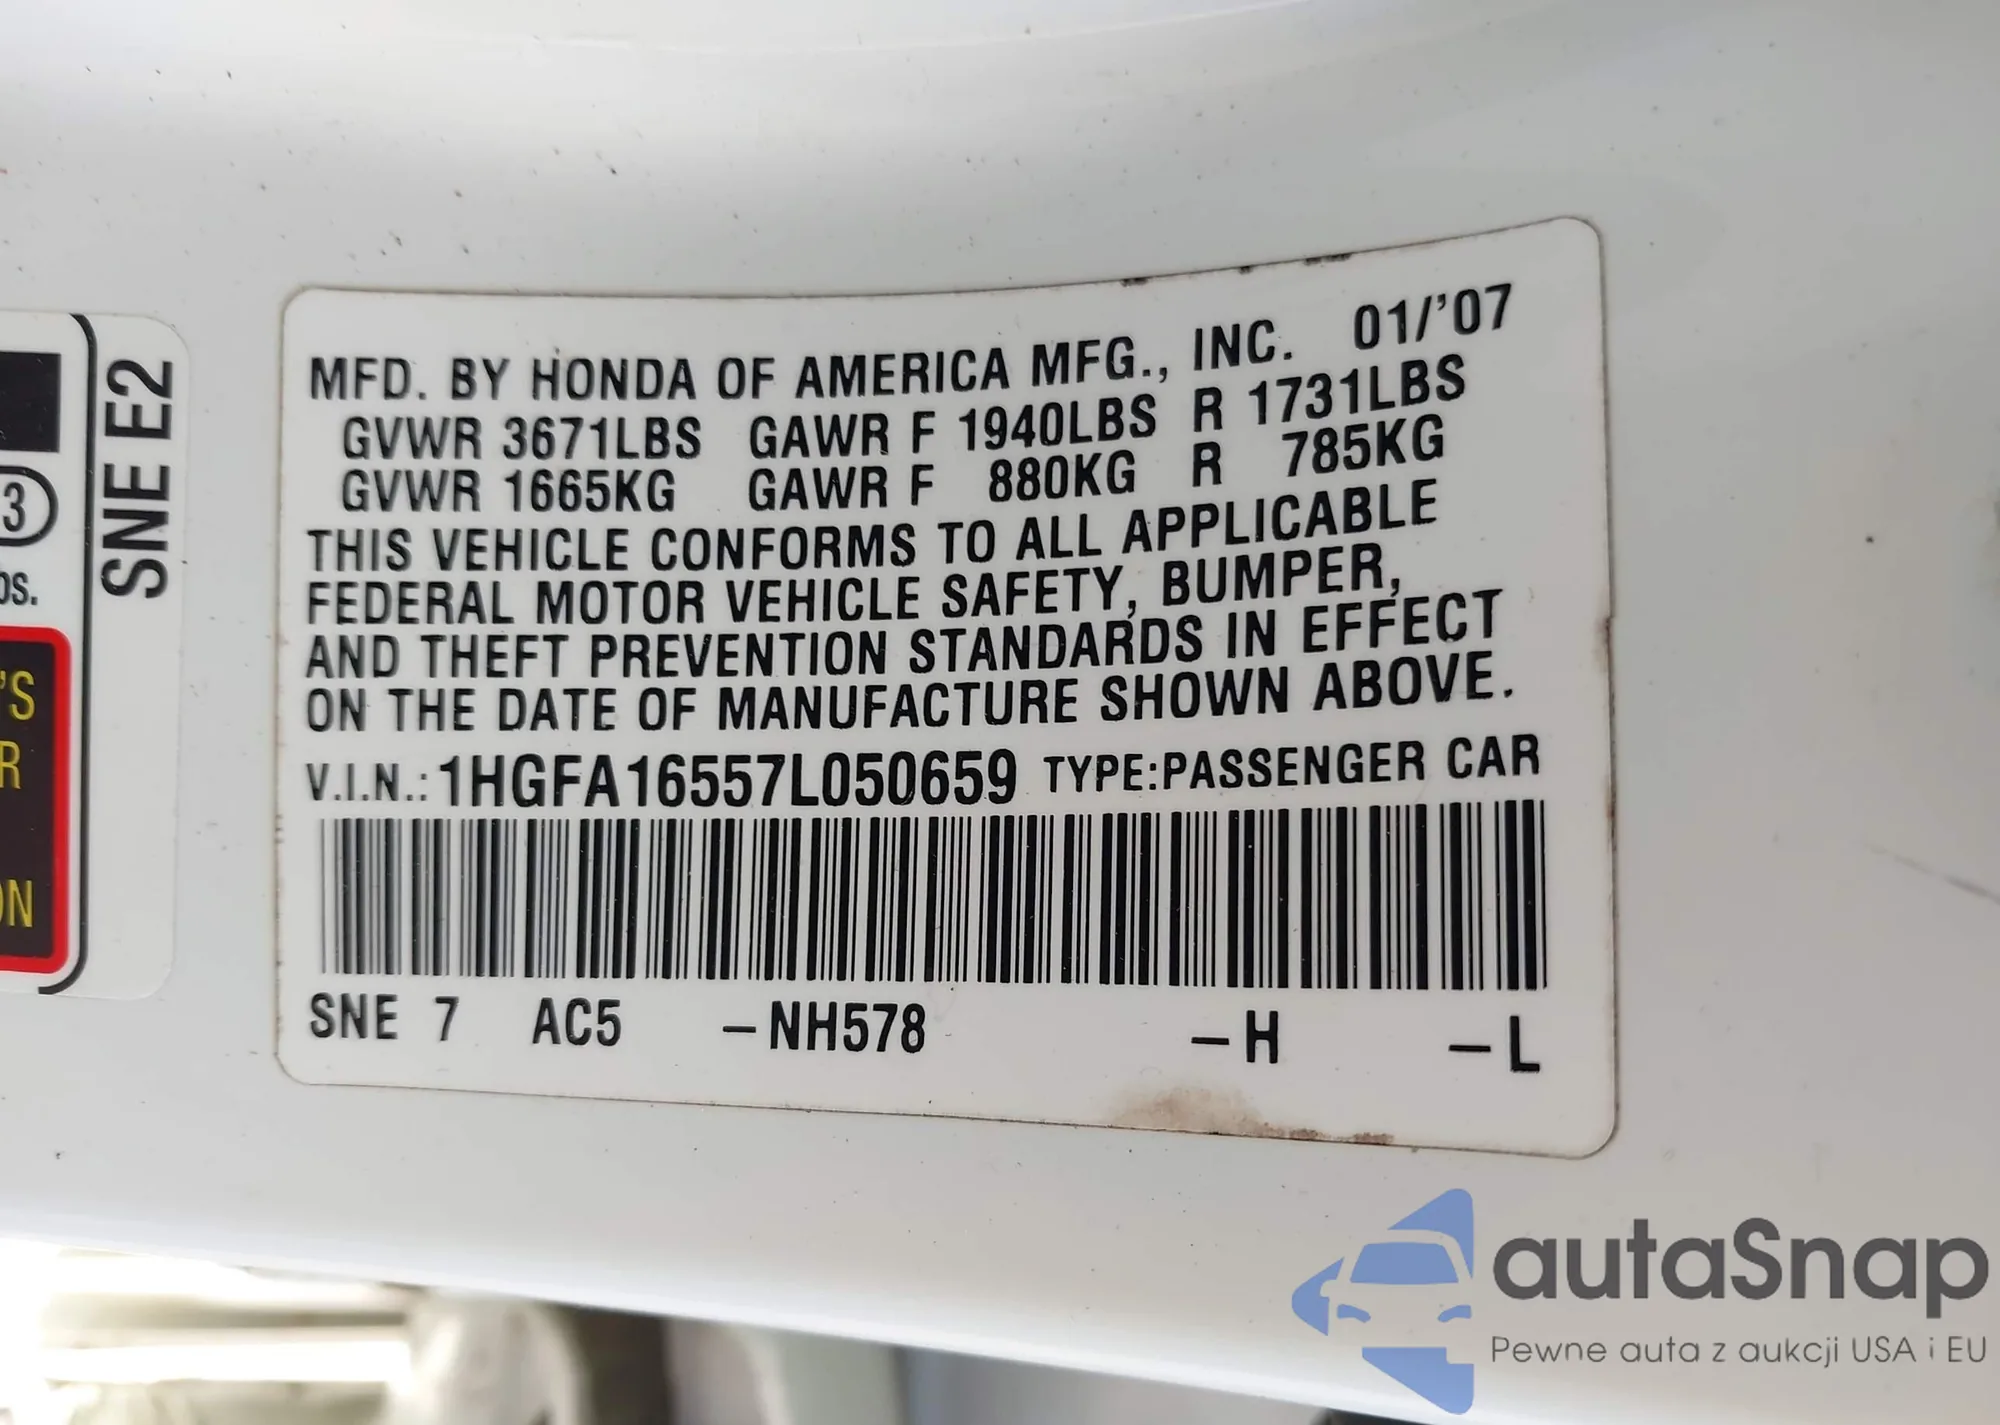 MFD. BY HONDA OF AMERICA MFG., INC. 01/'07
GVWR 3671LBS GAWR F 1940LBS R 1731LBS
GVWR 1665KG GAWR F 880KG R 785KG
THIS VEHICLE CONFORMS TO ALL APPLICABLE
FEDERAL MOTOR VEHICLE SAFETY, BUMPER,
AND THEFT PREVENTION STANDARDS IN EFFECT
ON THE DATE OF MANUFACTURE SHOWN ABOVE.
V.I.N.: 1HGFA16557L050659 TYPE:PASSENGER CAR
SNE 7 AC5 –NH578 –H –L
SNE E2
3
'S
R
autaSnap
Pewne auta z aukcji USA i EU